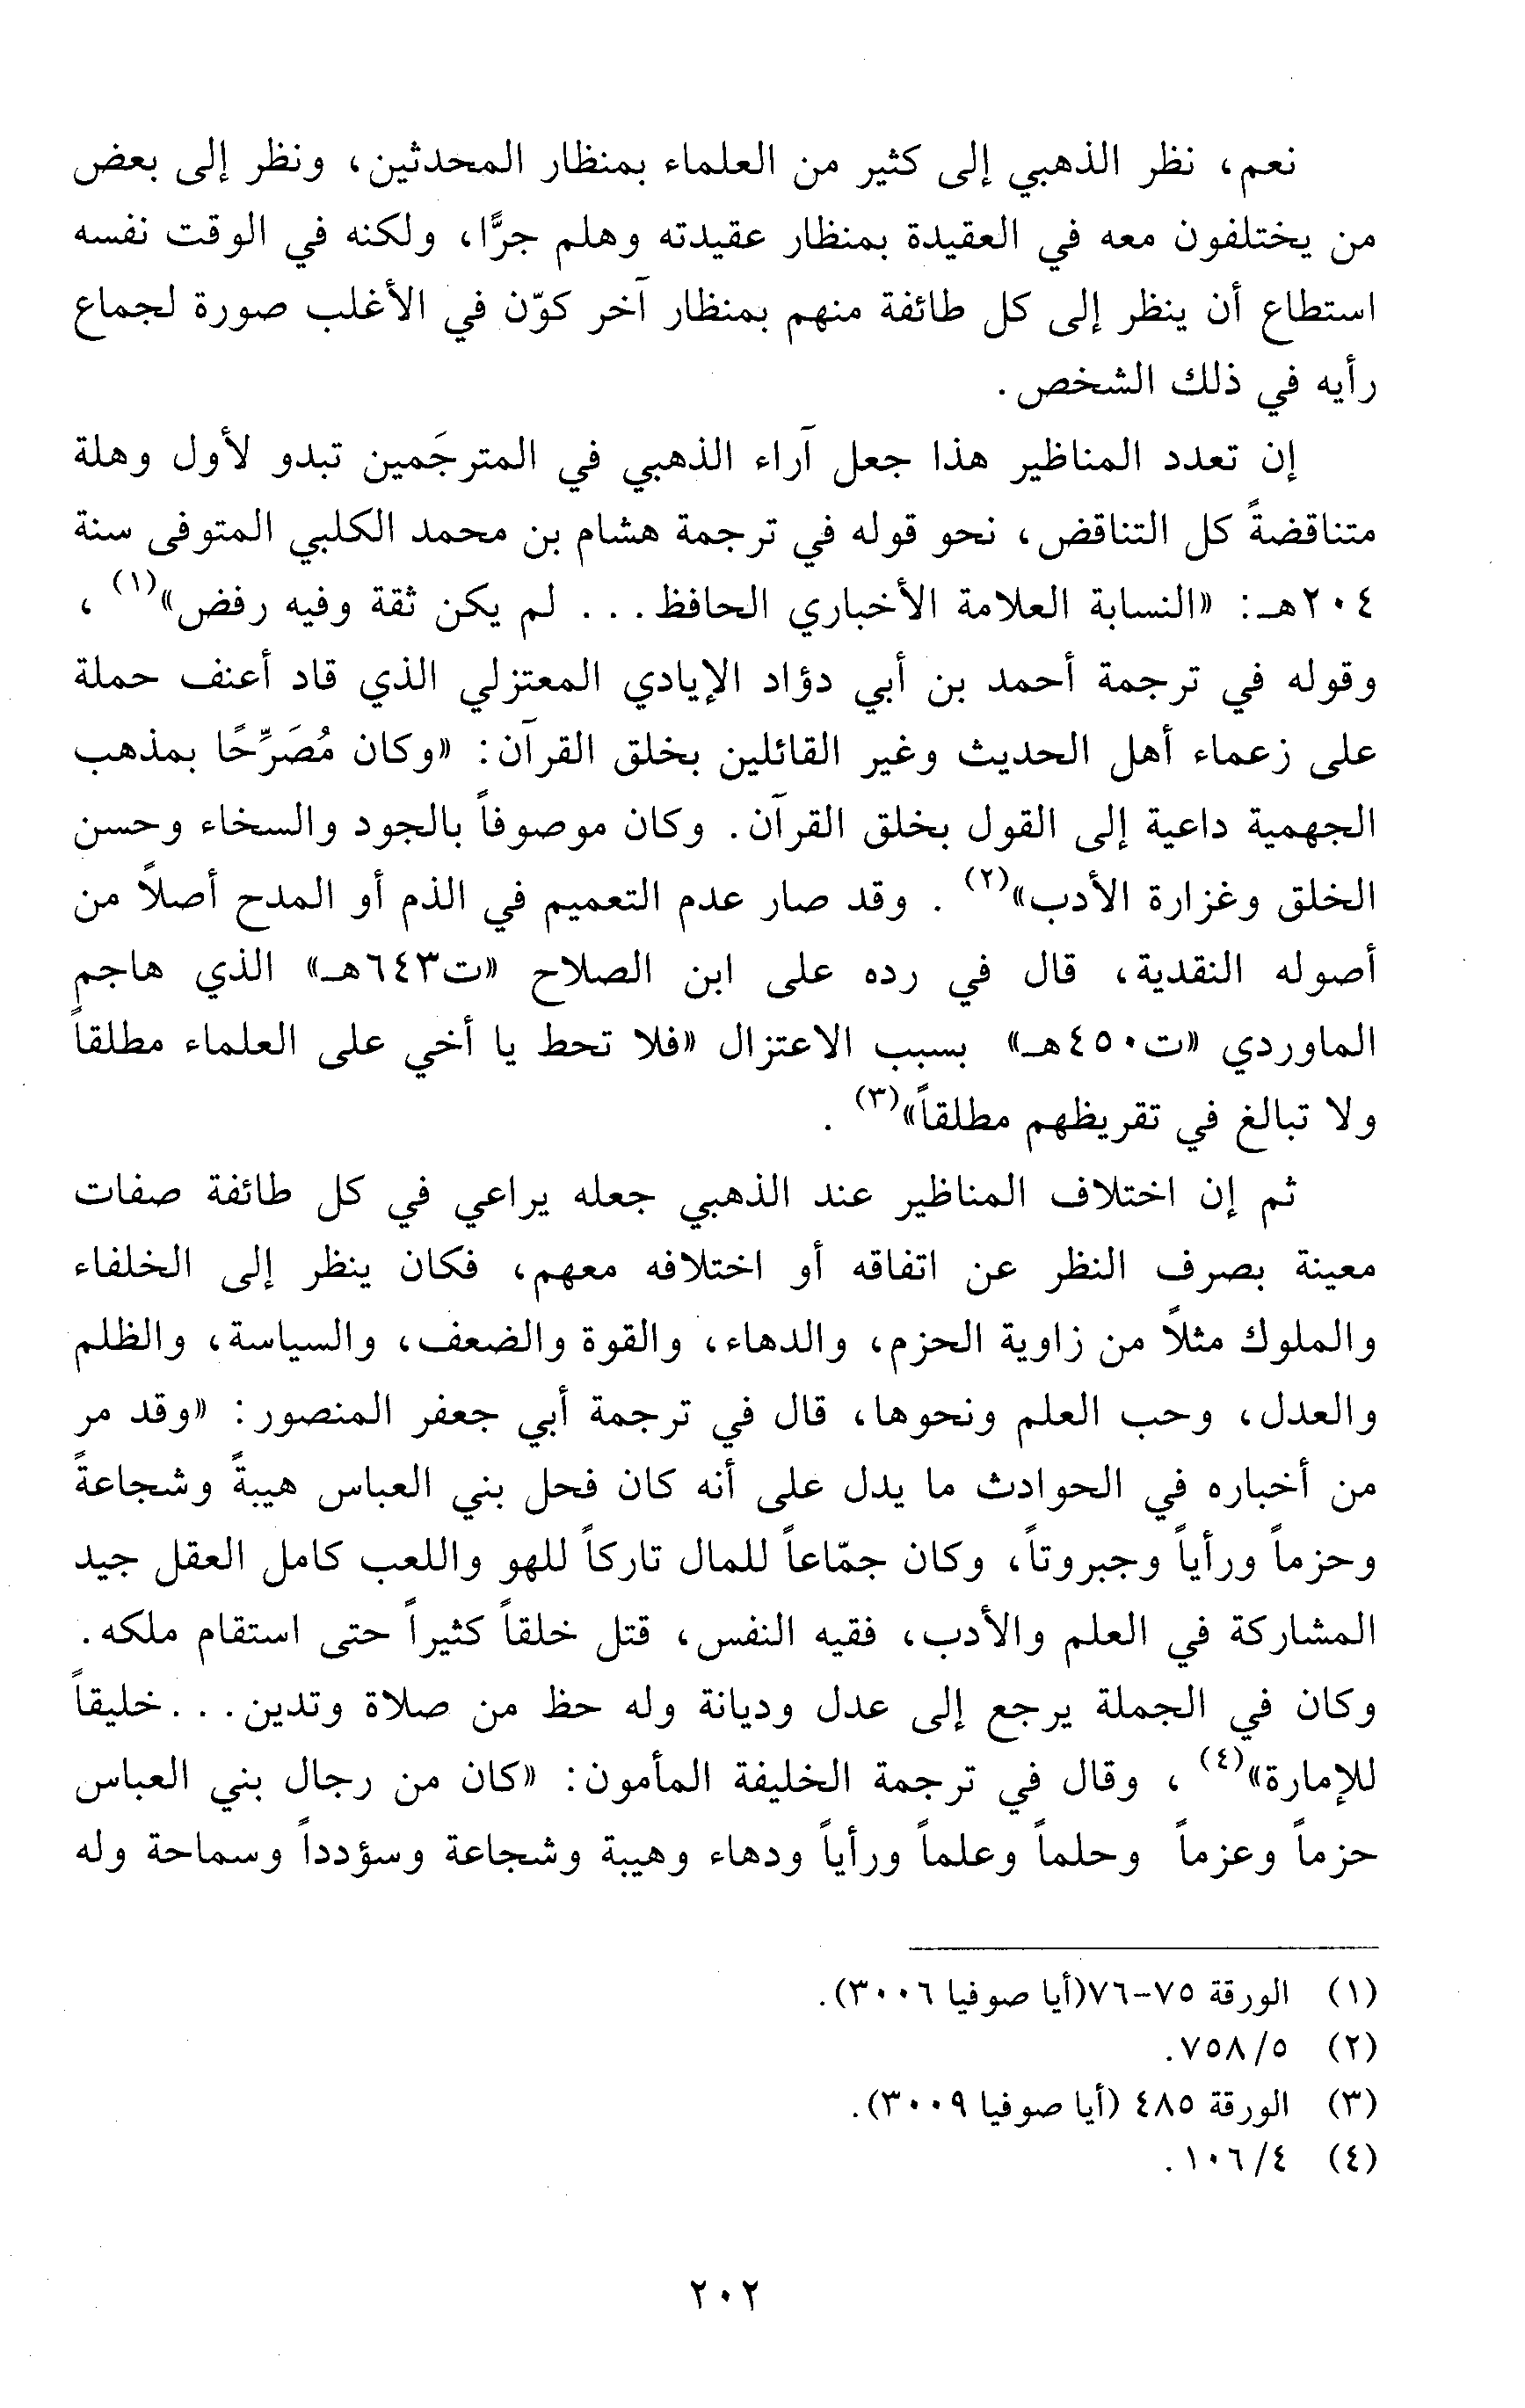 نعم، نظر الذهبي إلى كثير من العلماء بمنظار المحدثين، ونظر إلى بعض
من يختلفون معه في العقيدة بمنظار عقيدته وهلم جرًّا، ولكنه في الوقت نفسه
استطاع أن ينظر إلى كل طائفة منهم بمنظار آخر كوّن في الأغلب صورة لجماع
رأيه في ذلك الشخص.
إن تعدد المناظير هذا جعل آراء الذهبي في المترجَمين تبدو لأول وهلة
متناقضةً كل التناقض، نحو قوله في ترجمة هشام بن محمد الكلبي المتوفى سنة
٢٠٤هـ: «النسابة العلامة الأخباري الحافظ... لم يكن ثقة وفيه رفض»(١)،
وقوله في ترجمة أحمد بن أبي دؤاد الإيادي المعتزلي الذي قاد أعنف حملة
على زعماء أهل الحديث وغير القائلين بخلق القرآن: «وكان مُصَرِّحًا بمذهب
الجهمية داعية إلى القول بخلق القرآن. وكان موصوفاً بالجود والسخاء وحسن
الخلق وغزارة الأدب»(٢). وقد صار عدم التعميم في الذم أو المدح أصلاً من
أصوله النقدية، قال في رده على ابن الصلاح «ت٦٤٣هـ» الذي هاجم
الماوردي «ت٤٥٠هـ» بسبب الاعتزال «فلا تحط يا أخي على العلماء مطلقاً
ولا تبالغ في تقريظهم مطلقاً»(٣).
ثم إن اختلاف المناظير عند الذهبي جعله يراعي في كل طائفة صفات
معينة بصرف النظر عن اتفاقه أو اختلافه معهم، فكان ينظر إلى الخلفاء
والملوك مثلاً من زاوية الحزم، والدهاء، والقوة والضعف، والسياسة، والظلم
والعدل، وحب العلم ونحوها، قال في ترجمة أبي جعفر المنصور: «وقد مر
من أخباره في الحوادث ما يدل على أنه كان فحل بني العباس هيبةً وشجاعةً
وحزماً ورأياً وجبروتاً، وكان جمّاعاً للمال تاركاً للهو واللعب كامل العقل جيد
المشاركة في العلم والأدب، فقيه النفس، قتل خلقاً كثيراً حتى استقام ملكه.
وكان في الجملة يرجع إلى عدل وديانة وله حظ من صلاة وتدين...خليقاً
للإمارة»(٤)، وقال في ترجمة الخليفة المأمون: «كان من رجال بني العباس
حزماً وعزماً وحلماً وعلماً ورأياً ودهاء وهيبة وشجاعة وسؤدداً وسماحة وله
(١) الورقة ٧٥-٧٦(أيا صوفيا ٣٠٠٦).
(٢) ٧٥٨/٥.
(٣) الورقة ٤٨٥ (أيا صوفيا ٣٠٠٩).
(٤) ١٠٦/٤.
٢٠٢